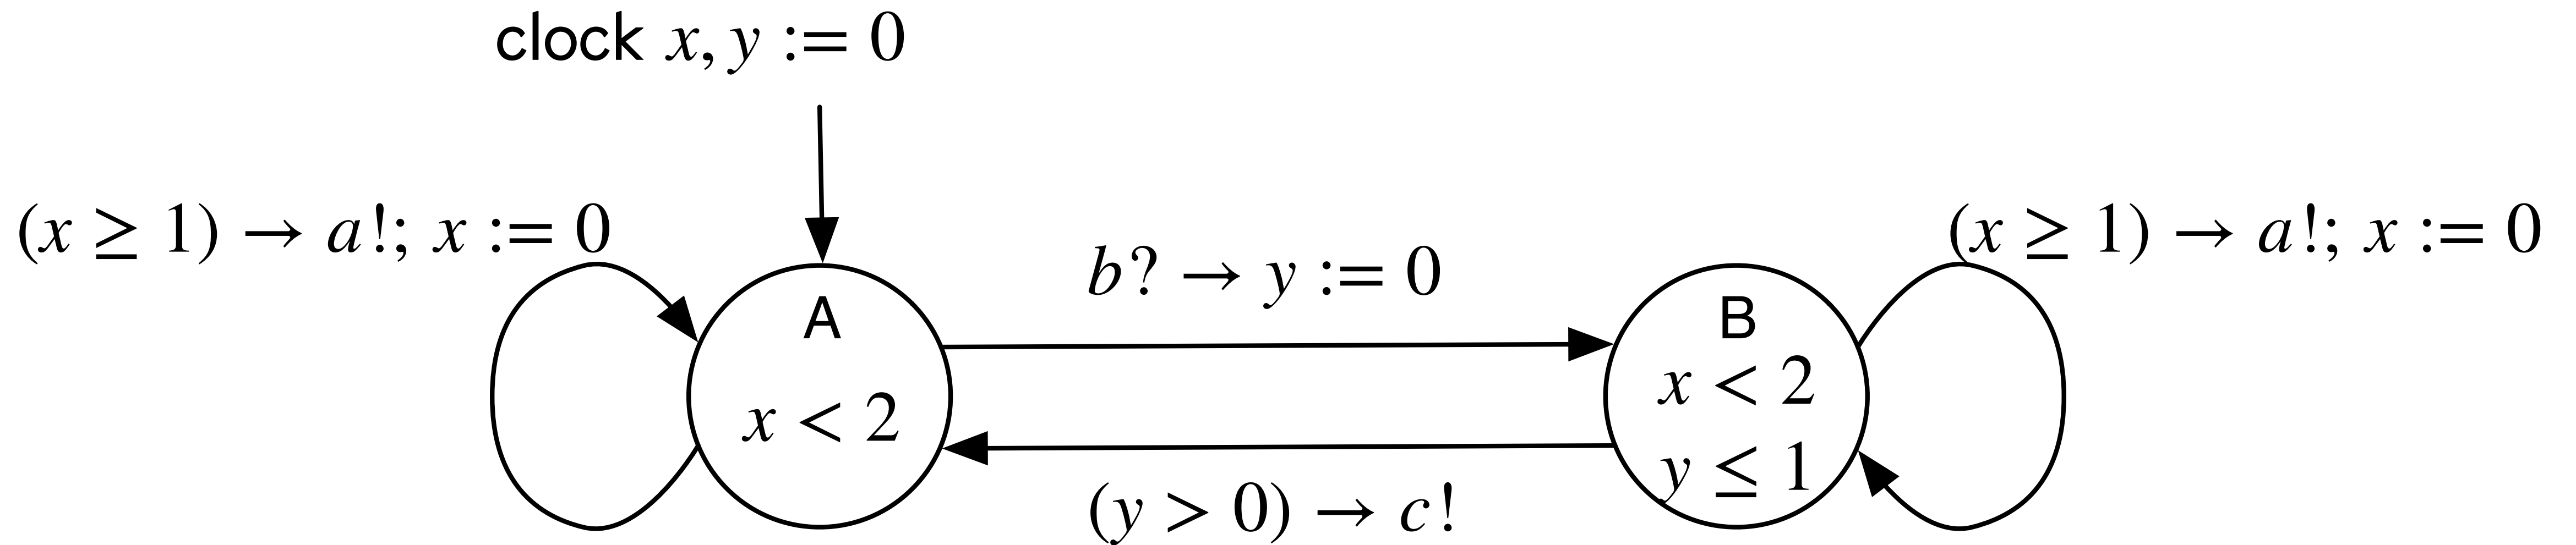 clock x, y := 0
(x ≥ 1) → a!; x := 0
(x ≥ 1) → a!; x := 0
b? → y := 0
A
x < 2
B
x < 2
y ≤ 1
(y > 0) → c!